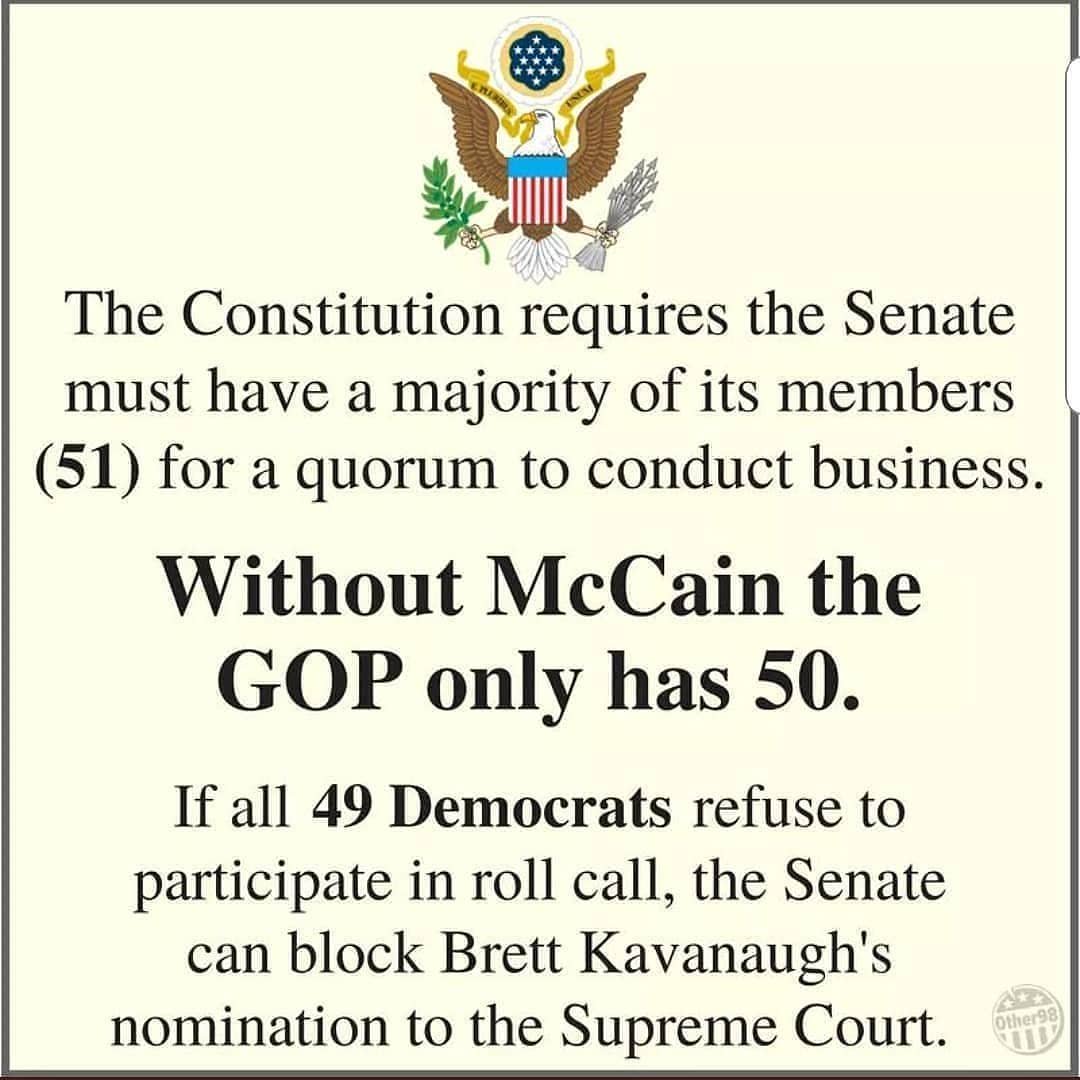 E PLURIBUS UNUM
The Constitution requires the Senate
must have a majority of its members
(51) for a quorum to conduct business.
Without McCain the
GOP only has 50.
If all 49 Democrats refuse to
participate in roll call, the Senate
can block Brett Kavanaugh's
nomination to the Supreme Court.
Other98